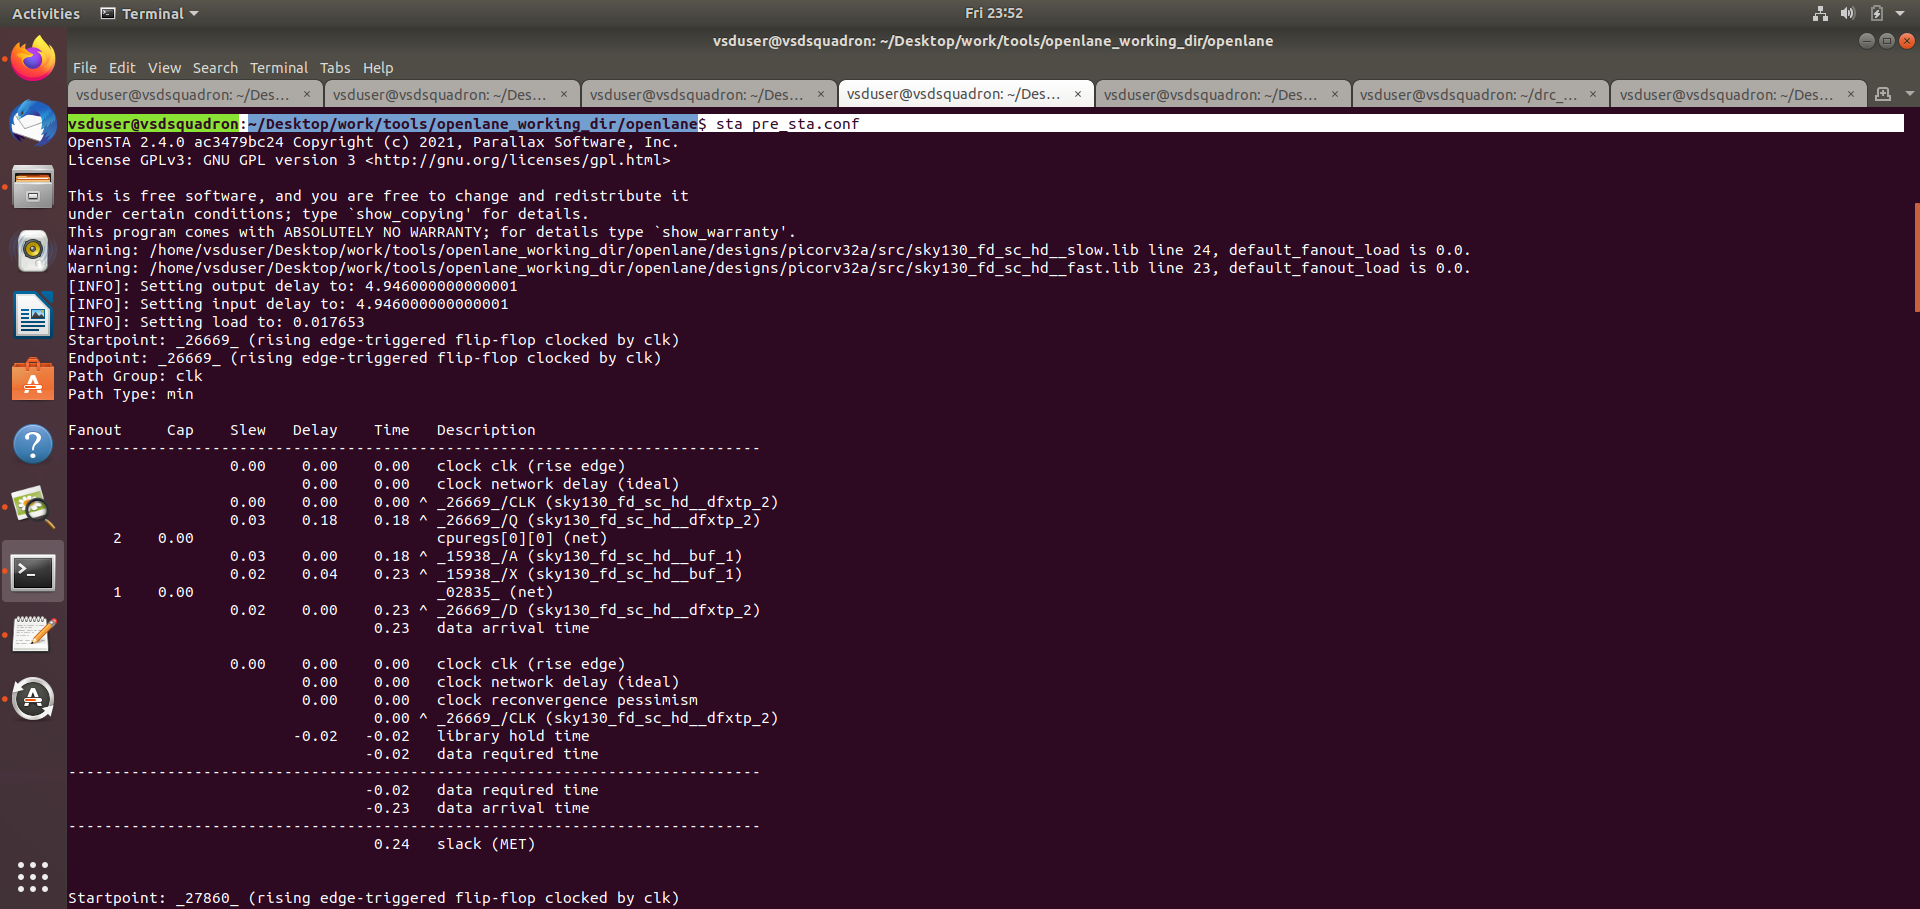 Activities Terminal Fri 23:52
vsduser@vsdsquadron: ~/Desktop/work/tools/openlane_working_dir/openlane
File Edit View Search Terminal Tabs Help
vsduser@vsdsquadron: ~/Des... × vsduser@vsdsquadron: ~/Des... × vsduser@vsdsquadron: ~/Des... × vsduser@vsdsquadron: ~/Des... × vsduser@vsdsquadron: ~/Des... × vsduser@vsdsquadron: ~/drc_... × vsduser@vsdsquadron: ~/Des... ×
vsduser@vsdsquadron:~/Desktop/work/tools/openlane_working_dir/openlane$ sta pre_sta.conf
OpenSTA 2.4.0 ac3479bc24 Copyright (c) 2021, Parallax Software, Inc.
License GPLv3: GNU GPL version 3 <http://gnu.org/licenses/gpl.html>
This is free software, and you are free to change and redistribute it
under certain conditions; type `show_copying' for details.
This program comes with ABSOLUTELY NO WARRANTY; for details type `show_warranty'.
Warning: /home/vsduser/Desktop/work/tools/openlane_working_dir/openlane/designs/picorv32a/src/sky130_fd_sc_hd__slow.lib line 24, default_fanout_load is 0.0.
Warning: /home/vsduser/Desktop/work/tools/openlane_working_dir/openlane/designs/picorv32a/src/sky130_fd_sc_hd__fast.lib line 23, default_fanout_load is 0.0.
[INFO]: Setting output delay to: 4.946000000000001
[INFO]: Setting input delay to: 4.946000000000001
[INFO]: Setting load to: 0.017653
Startpoint: _26669_ (rising edge-triggered flip-flop clocked by clk)
Endpoint: _26669_ (rising edge-triggered flip-flop clocked by clk)
Path Group: clk
Path Type: min
Fanout     Cap    Slew   Delay    Time   Description
-----------------------------------------------------------------------------
                  0.00    0.00    0.00   clock clk (rise edge)
                          0.00    0.00   clock network delay (ideal)
                  0.00    0.00    0.00 ^ _26669_/CLK (sky130_fd_sc_hd__dfxtp_2)
                  0.03    0.18    0.18 ^ _26669_/Q (sky130_fd_sc_hd__dfxtp_2)
     2    0.00                           cpuregs[0][0] (net)
                  0.03    0.00    0.18 ^ _15938_/A (sky130_fd_sc_hd__buf_1)
                  0.02    0.04    0.23 ^ _15938_/X (sky130_fd_sc_hd__buf_1)
     1    0.00                           _02835_ (net)
                  0.02    0.00    0.23 ^ _26669_/D (sky130_fd_sc_hd__dfxtp_2)
                                  0.23   data arrival time
                  0.00    0.00    0.00   clock clk (rise edge)
                          0.00    0.00   clock network delay (ideal)
                          0.00    0.00   clock reconvergence pessimism
                                  0.00 ^ _26669_/CLK (sky130_fd_sc_hd__dfxtp_2)
                         -0.02   -0.02   library hold time
                                 -0.02   data required time
-----------------------------------------------------------------------------
                                 -0.02   data required time
                                 -0.23   data arrival time
-----------------------------------------------------------------------------
                                  0.24   slack (MET)
Startpoint: _27860_ (rising edge-triggered flip-flop clocked by clk)